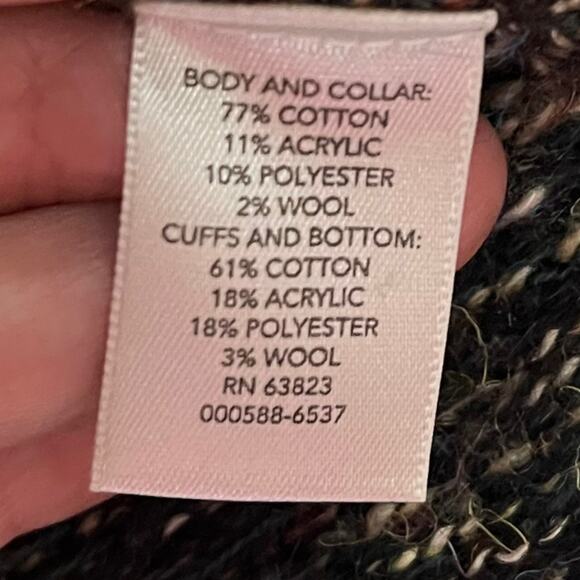 BODY AND COLLAR:
77% COTTON
11% ACRYLIC
10% POLYESTER
2% WOOL
CUFFS AND BOTTOM:
61% COTTON
18% ACRYLIC
18% POLYESTER
3% WOOL
RN 63823
000588-6537